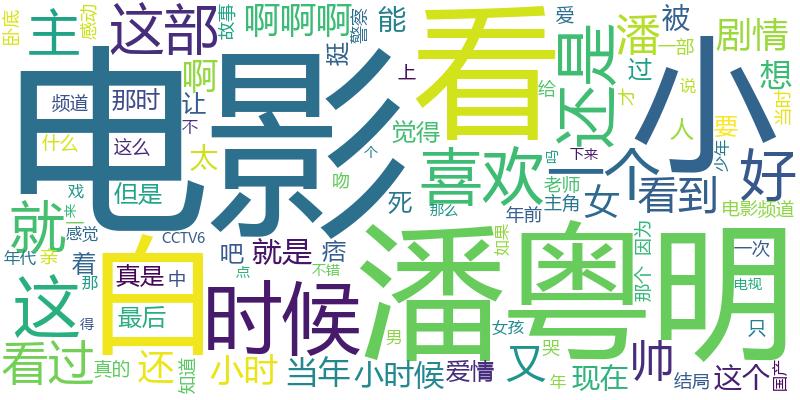 卧底
主
感动
这部
故事
啊啊啊
警察
能
看
爱
还是
被
潘
一部
剧情
小
电影
挺
啊
过
想
频道
那时
让
上
给
才
说
当时
不
觉得
人
要
什么
这么
太
个
吗
下来
少年
喜欢
一个
好
戏
但是
吻
死
老师
主角
女
看到
就
来
一
那么
年前
电影频道
感觉
CCTV6
白
吧
就是
痞
如果
那个
因为
一次
年代
亲
着
那
真是
中
点
不错
潘粤明
电视
这
得
最后
时候
男
女孩
只
看过
真的
还
知道
小时
当年
小时候
爱情
又
哭
年
现在
帅
结局
这个
国产